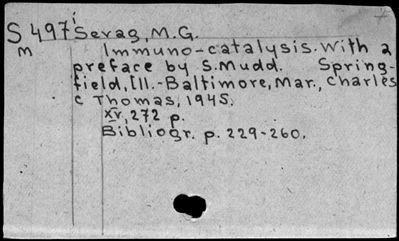 S 497 Sevag, M.G.
M Immuno-catalysis. With a
preface by S. Mudd. Spring-
field, Ill.-Baltimore, Mar., Charles
C Thomas, 1945.
XV, 272 p.
Bibliogr. p. 229-260.